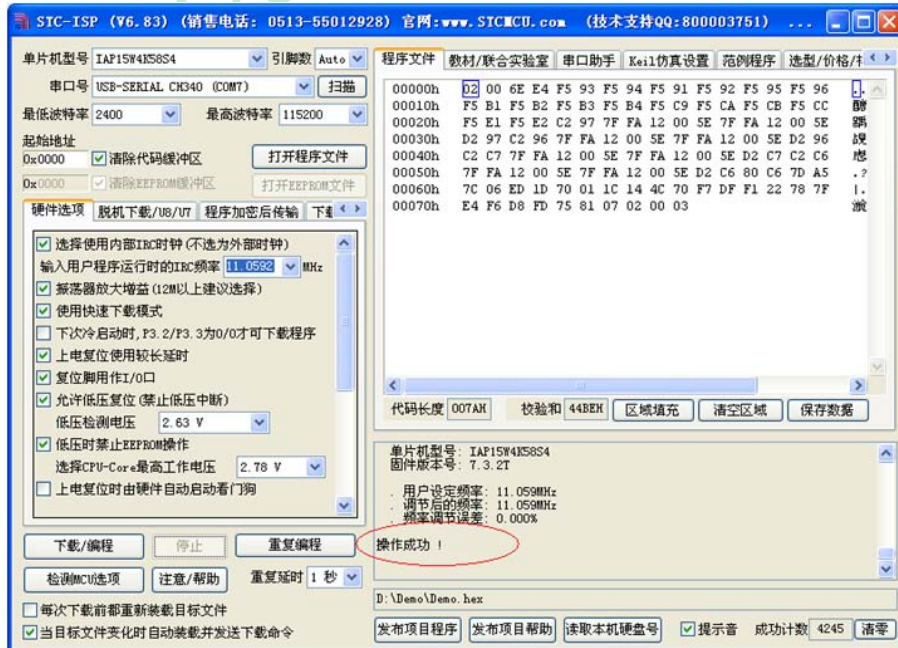 STC-ISP (V6.83) (销售电话: 0513-55012928) 官网:www.STCMCU.com (技术支持QQ:800003751) ...
单片机型号 IAP15W4K58S4 引脚数 Auto
串口号 USB-SERIAL CH340 (COM7) 扫描
最低波特率 2400 最高波特率 115200
起始地址
0x0000 清除代码缓冲区 打开程序文件
0x0000 清除EEPROM缓冲区 打开EEPROM文件
硬件选项 脱机下载/U8/U7 程序加密后传输
选择使用内部IRC时钟(不选为外部时钟)
输入用户程序运行时的IRC频率 11.0592 MHz
振荡器放大增益(12M以上建议选择)
使用快速下载模式
下次冷启动时,P3.2/P3.3为0/0才可下载程序
上电复位使用较长延时
复位脚用作I/O口
允许低压复位(禁止低压中断)
低压检测电压 2.63 V
低压时禁止EEPROM操作
选择CPU-Core最高工作电压 2.78 V
上电复位时由硬件自动启动看门狗
下载/编程 停止 重复编程
检测MCU选项 注意/帮助 重复延时 1 秒
每次下载前都重新装载目标文件
当目标文件变化时自动装载并发送下载命令
程序文件 教材/联合实验室 串口助手 Keil仿真设置 范例程序 选型/价格/
00000h 02 00 6E E4 F5 93 F5 94 F5 91 F5 92 F5 95 F5 96
00010h F5 B1 F5 B2 F5 B3 F5 B4 F5 C9 F5 CA F5 CB F5 CC
00020h F5 E1 F5 E2 C2 97 7F FA 12 00 5E 7F FA 12 00 5E
00030h D2 97 C2 96 7F FA 12 00 5E 7F FA 12 00 5E D2 96
00040h C2 C7 7F FA 12 00 5E 7F FA 12 00 5E D2 C7 C2 C6
00050h 7F FA 12 00 5E 7F FA 12 00 5E D2 C6 80 C6 7D A5 .?
00060h 7C 06 ED 1D 70 01 1C 14 4C 70 F7 DF F1 22 78 7F |.
00070h E4 F6 D8 FD 75 81 07 02 00 03
代码长度 007AH 校验和 44BEH 区域填充 清空区域 保存数据
单片机型号: IAP15W4K58S4
固件版本号: 7.3.2T
. 用户设定频率: 11.059MHz
. 调节后的频率: 11.059MHz
. 频率调节误差: 0.000%
操作成功 !
D:\Demo\Demo.hex
发布项目程序 发布项目帮助 读取本机硬盘号 提示音 成功计数 4245 清零